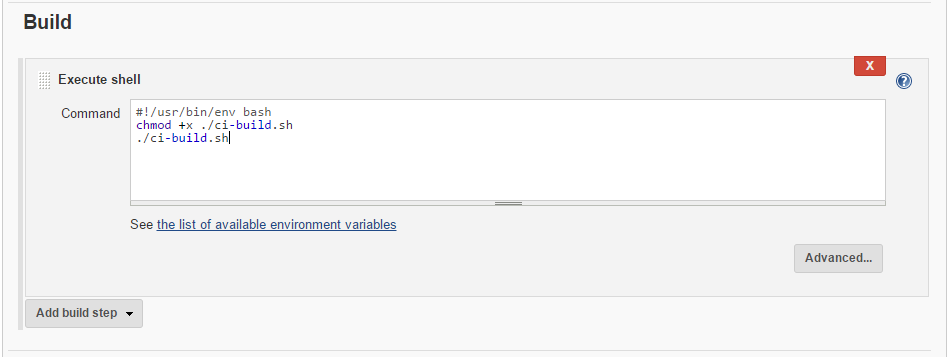 Build
Execute shell
X
?
Command
#!/usr/bin/env bash
chmod +x ./ci-build.sh
./ci-build.sh
See the list of available environment variables
Advanced...
Add build step